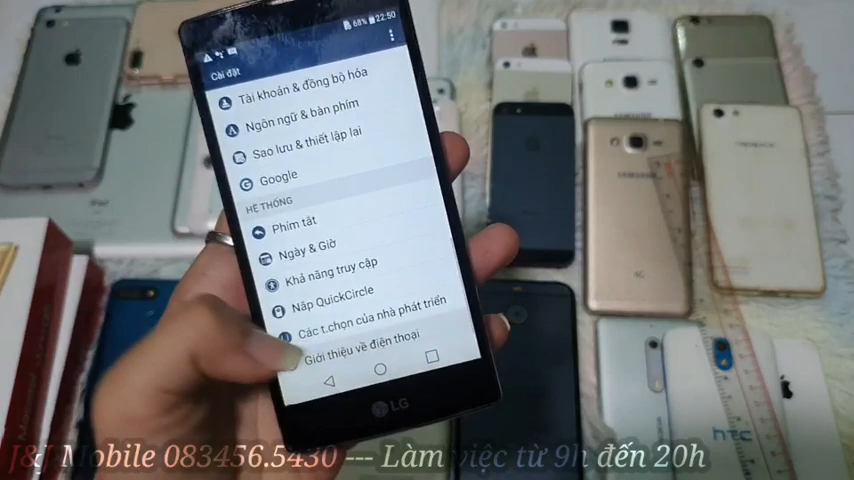 68% 22:50
Cài đặt
Tài khoản & đồng bộ hóa
Ngôn ngữ & bàn phím
Sao lưu & thiết lập lại
Google
HỆ THỐNG
Phím tắt
Ngày & Giờ
Khả năng truy cập
Nắp QuickCircle
Các t.chọn của nhà phát triển
Giới thiệu về điện thoại
LG
SAMSUNG
hTC
J&J Mobile 083456.5430 --- Làm việc từ 9h đến 20h